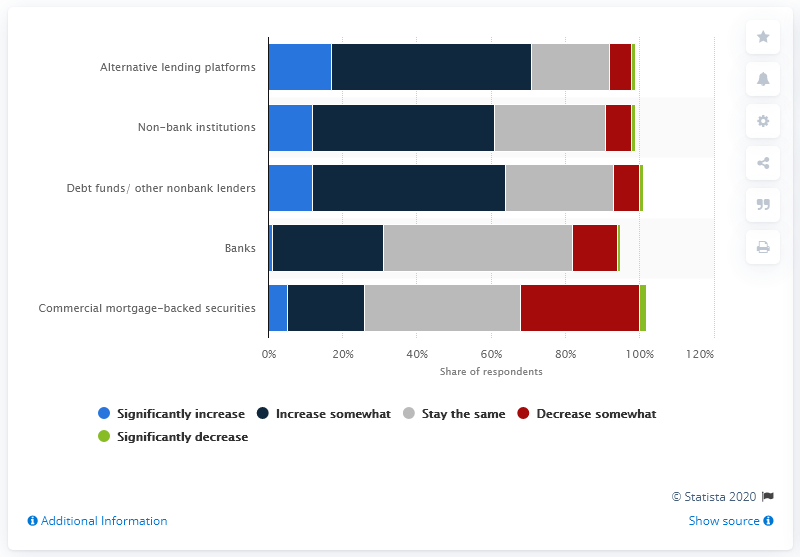 Alternative lending platforms
Non-bank institutions
Debt funds/ other nonbank lenders
Banks
Commercial mortgage-backed securities
0% 20% 40% 60% 80% 100% 120%
Share of respondents
Significantly increase Increase somewhat Stay the same Decrease somewhat
Significantly decrease
© Statista 2020
Additional Information Show source